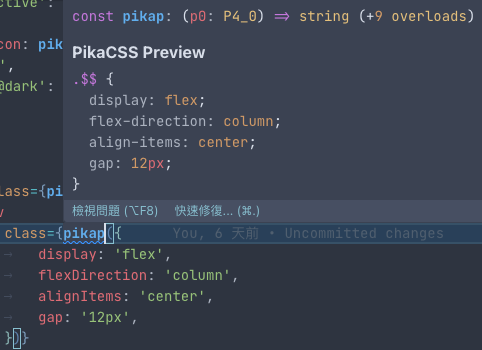 ctive':
const pikap: (p0: P4_0) => string (+9 overloads)
PikaCSS Preview
con: pik
.$$ {
',
display: flex;
@dark':
flex-direction: column;
align-items: center;
gap: 12px;
}
lass={pi
檢視問題 (⌥F8) 快速修復... (⌘.)
class={pikap({ You, 6 天前 • Uncommitted changes
→ display: 'flex',
→ flexDirection: 'column',
→ alignItems: 'center',
→ gap: '12px',
})}